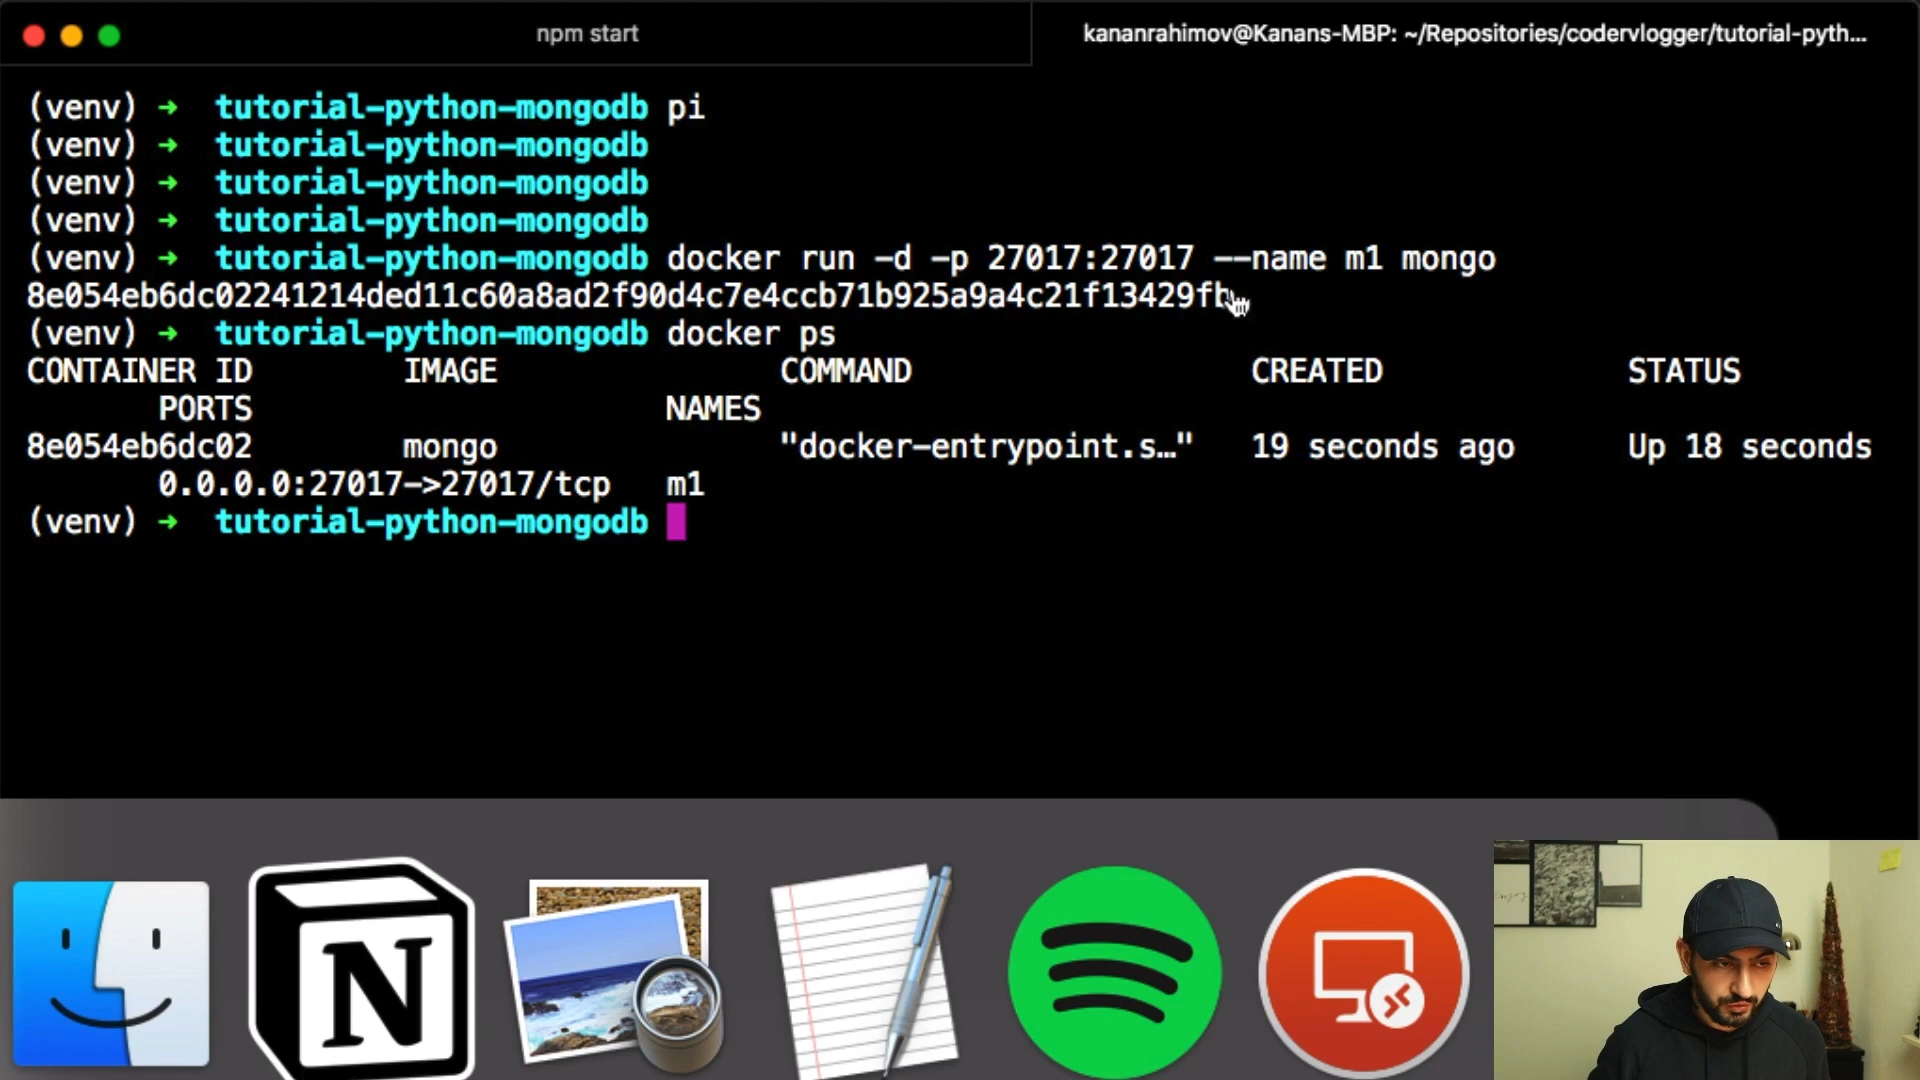 npm start
kananrahimov@Kanans-MBP: ~/Repositories/codervlogger/tutorial-pyth...
(venv) ➜ tutorial-python-mongodb pi
(venv) ➜ tutorial-python-mongodb
(venv) ➜ tutorial-python-mongodb
(venv) ➜ tutorial-python-mongodb
(venv) ➜ tutorial-python-mongodb docker run -d -p 27017:27017 --name m1 mongo
8e054eb6dc02241214ded11c60a8ad2f90d4c7e4ccb71b925a9a4c21f13429fb
(venv) ➜ tutorial-python-mongodb docker ps
CONTAINER ID IMAGE COMMAND CREATED STATUS
PORTS NAMES
8e054eb6dc02 mongo "docker-entrypoint.s…" 19 seconds ago Up 18 seconds
0.0.0.0:27017->27017/tcp m1
(venv) ➜ tutorial-python-mongodb
N